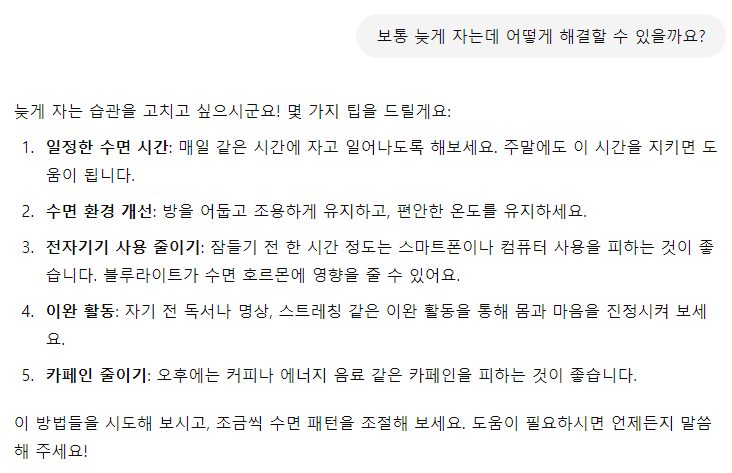 보통 늦게 자는데 어떻게 해결할 수 있을까요?
늦게 자는 습관을 고치고 싶으시군요! 몇 가지 팁을 드릴게요:
1. 일정한 수면 시간: 매일 같은 시간에 자고 일어나도록 해보세요. 주말에도 이 시간을 지키면 도
움이 됩니다.
2. 수면 환경 개선: 방을 어둡고 조용하게 유지하고, 편안한 온도를 유지하세요.
3. 전자기기 사용 줄이기: 잠들기 전 한 시간 정도는 스마트폰이나 컴퓨터 사용을 피하는 것이 좋
습니다. 블루라이트가 수면 호르몬에 영향을 줄 수 있어요.
4. 이완 활동: 자기 전 독서나 명상, 스트레칭 같은 이완 활동을 통해 몸과 마음을 진정시켜 보세
요.
5. 카페인 줄이기: 오후에는 커피나 에너지 음료 같은 카페인을 피하는 것이 좋습니다.
이 방법들을 시도해 보시고, 조금씩 수면 패턴을 조절해 보세요. 도움이 필요하시면 언제든지 말씀
해 주세요!